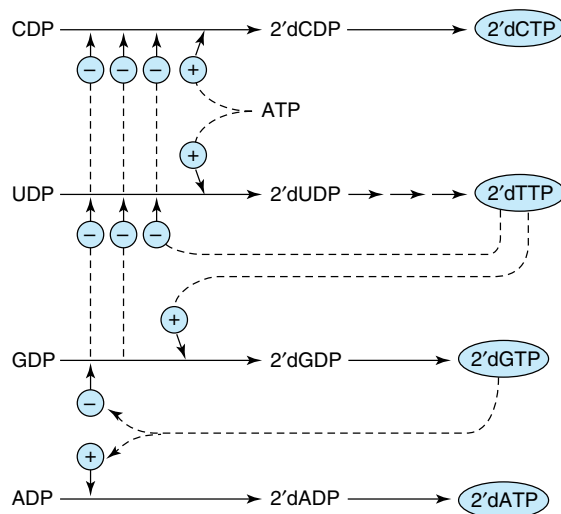 CDP 2′dCDP 2′dCTP
− − − +
ATP
+
UDP 2′dUDP 2′dTTP
− − −
+
GDP 2′dGDP 2′dGTP
−
+
ADP 2′dADP 2′dATP